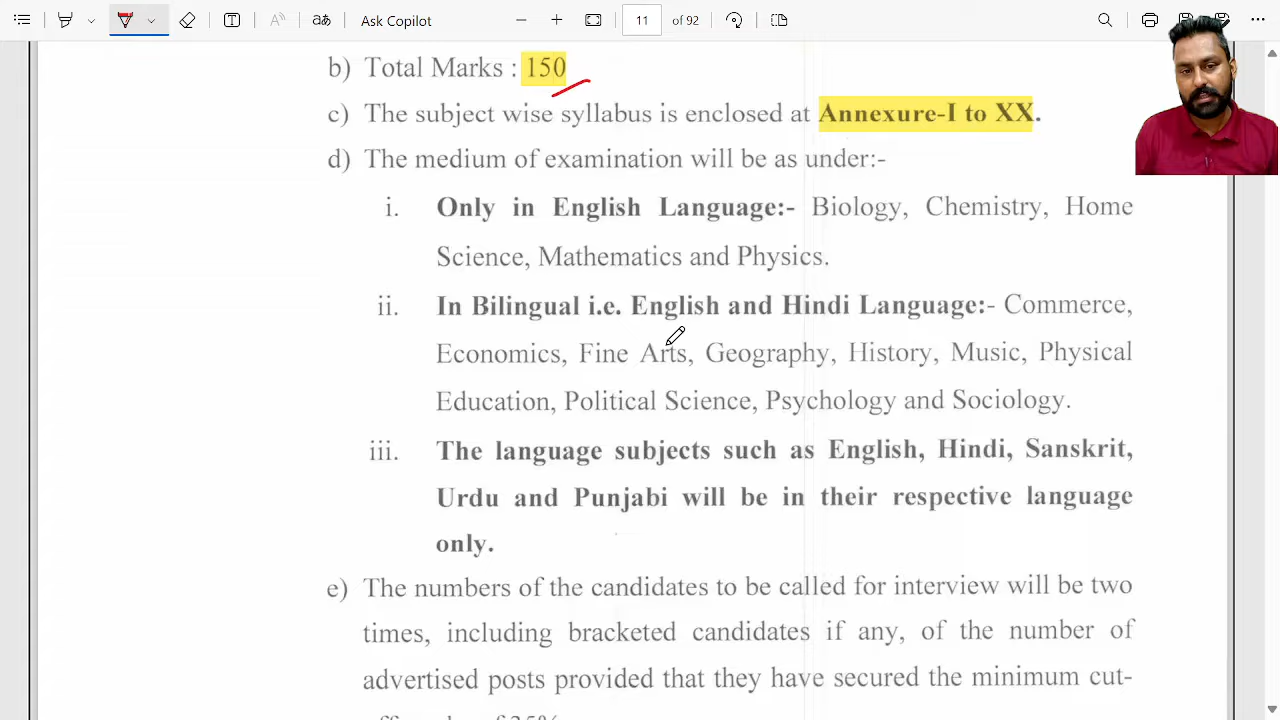 Ask Copilot
11 of 92
b) Total Marks : 150
c) The subject wise syllabus is enclosed at Annexure-I to XX.
d) The medium of examination will be as under:-
i. Only in English Language:- Biology, Chemistry, Home
Science, Mathematics and Physics.
ii. In Bilingual i.e. English and Hindi Language:- Commerce,
Economics, Fine Arts, Geography, History, Music, Physical
Education, Political Science, Psychology and Sociology.
iii. The language subjects such as English, Hindi, Sanskrit,
Urdu and Punjabi will be in their respective language
only.
e) The numbers of the candidates to be called for interview will be two
times, including bracketed candidates if any, of the number of
advertised posts provided that they have secured the minimum cut-